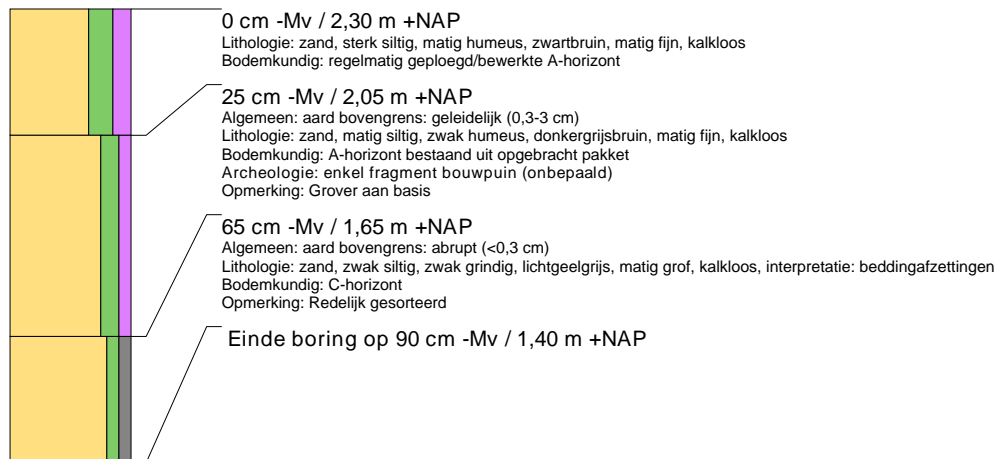 0 cm -Mv / 2,30 m +NAP
Lithologie: zand, sterk siltig, matig humeus, zwartbruin, matig fijn, kalkloos
Bodemkundig: regelmatig geploegd/bewerkte A-horizont
25 cm -Mv / 2,05 m +NAP
Algemeen: aard bovengrens: geleidelijk (0,3-3 cm)
Lithologie: zand, matig siltig, zwak humeus, donkergrijsbruin, matig fijn, kalkloos
Bodemkundig: A-horizont bestaand uit opgebracht pakket
Archeologie: enkel fragment bouwpuin (onbepaald)
Opmerking: Grover aan basis
65 cm -Mv / 1,65 m +NAP
Algemeen: aard bovengrens: abrupt (<0,3 cm)
Lithologie: zand, zwak siltig, zwak grindig, lichtgeelgrijs, matig grof, kalkloos, interpretatie: beddingafzettingen
Bodemkundig: C-horizont
Opmerking: Redelijk gesorteerd
Einde boring op 90 cm -Mv / 1,40 m +NAP